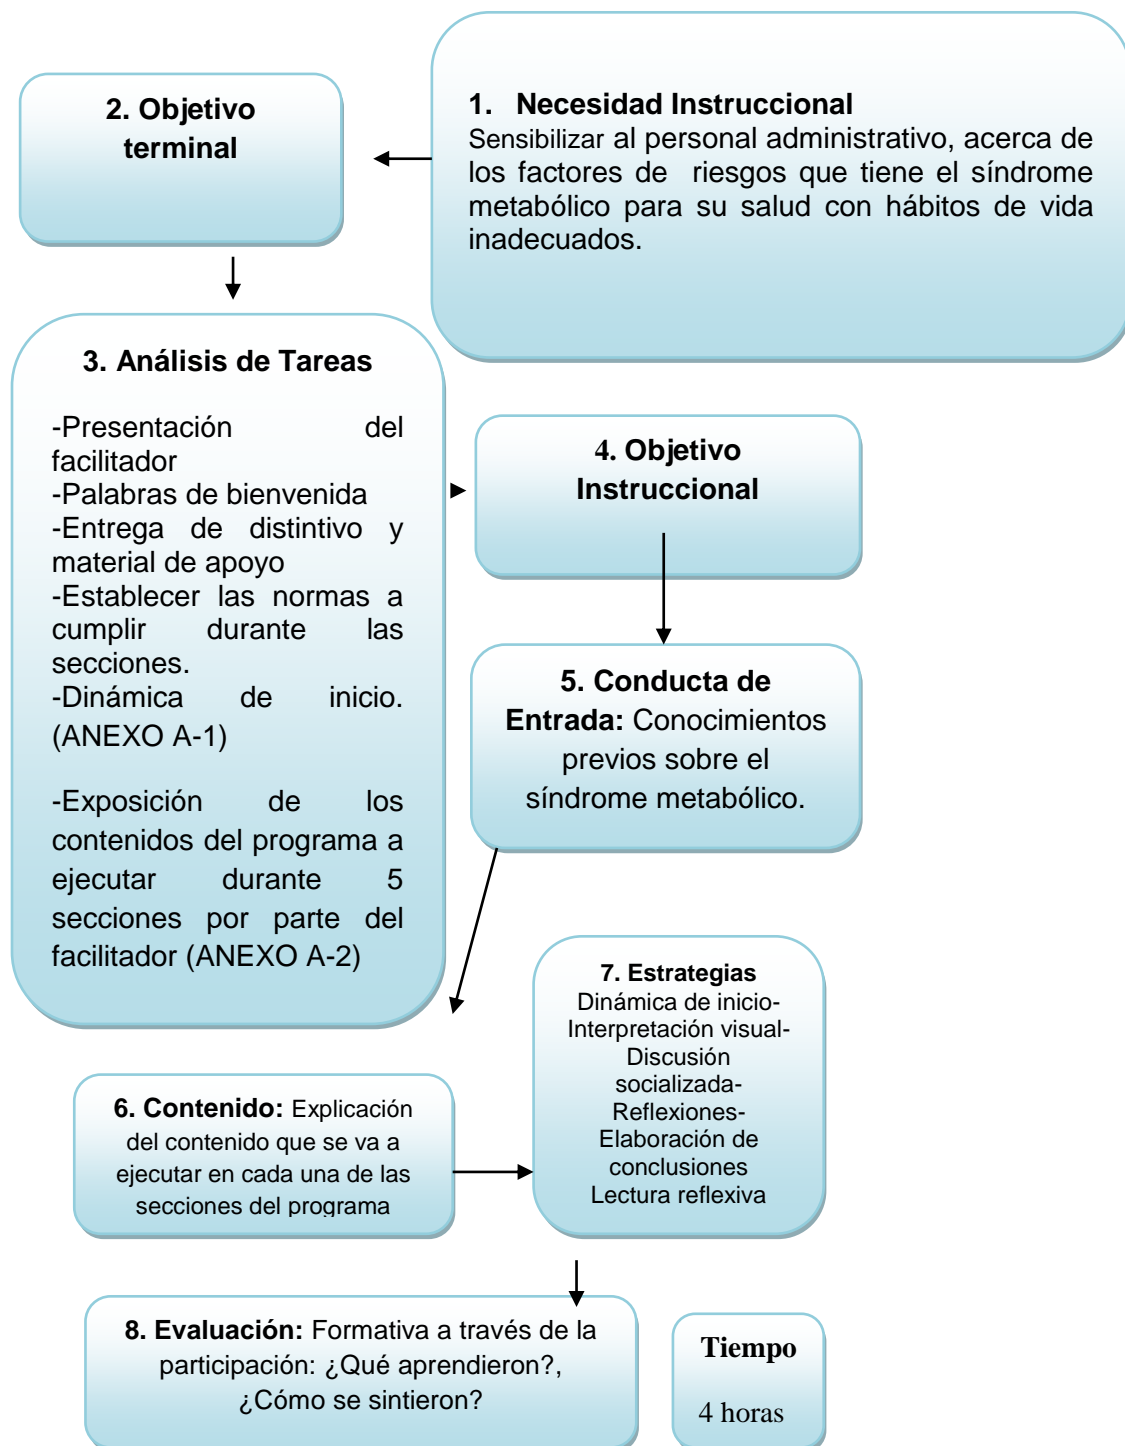 1. Necesidad Instruccional
Sensibilizar al personal administrativo, acerca de
los factores de riesgos que tiene el síndrome
metabólico para su salud con hábitos de vida
inadecuados.
2. Objetivo
terminal
3. Análisis de Tareas
-Presentación del
facilitador
-Palabras de bienvenida
-Entrega de distintivo y
material de apoyo
-Establecer las normas a
cumplir durante las
secciones.
-Dinámica de inicio.
(ANEXO A-1)
-Exposición de los
contenidos del programa a
ejecutar durante 5
secciones por parte del
facilitador (ANEXO A-2)
4. Objetivo
Instruccional
5. Conducta de
Entrada: Conocimientos
previos sobre el
síndrome metabólico.
6. Contenido: Explicación
del contenido que se va a
ejecutar en cada una de las
secciones del programa
7. Estrategias
Dinámica de inicio-
Interpretación visual-
Discusión
socializada-
Reflexiones-
Elaboración de
conclusiones
Lectura reflexiva
8. Evaluación: Formativa a través de la
participación: ¿Qué aprendieron?,
¿Cómo se sintieron?
Tiempo
4 horas